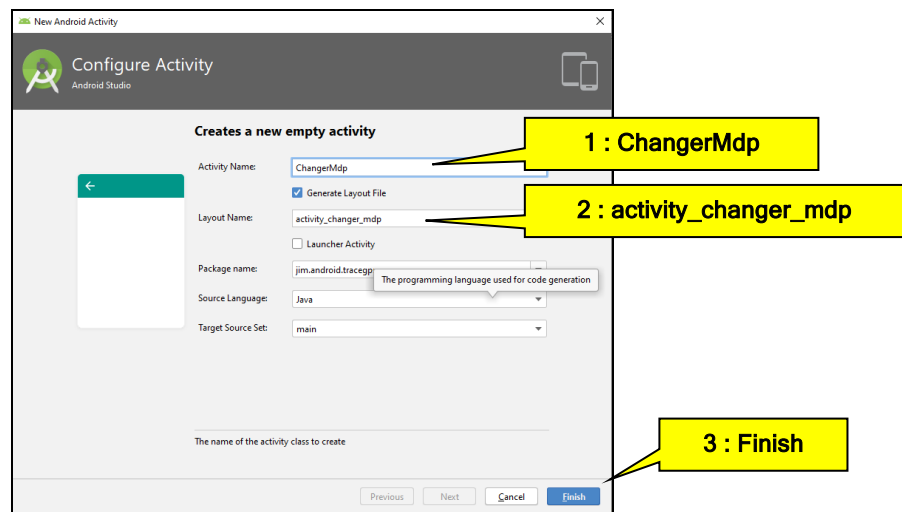 New Android Activity
Configure Activity
Android Studio
Creates a new empty activity
1 : ChangerMdp
Activity Name:
ChangerMdp
Generate Layout File
Layout Name:
activity_changer_mdp
2 : activity_changer_mdp
Launcher Activity
Package name:
jim.android.tracegp
The programming language used for code generation
Source Language:
Java
Target Source Set:
main
The name of the activity class to create
3 : Finish
Previous
Next
Cancel
Finish